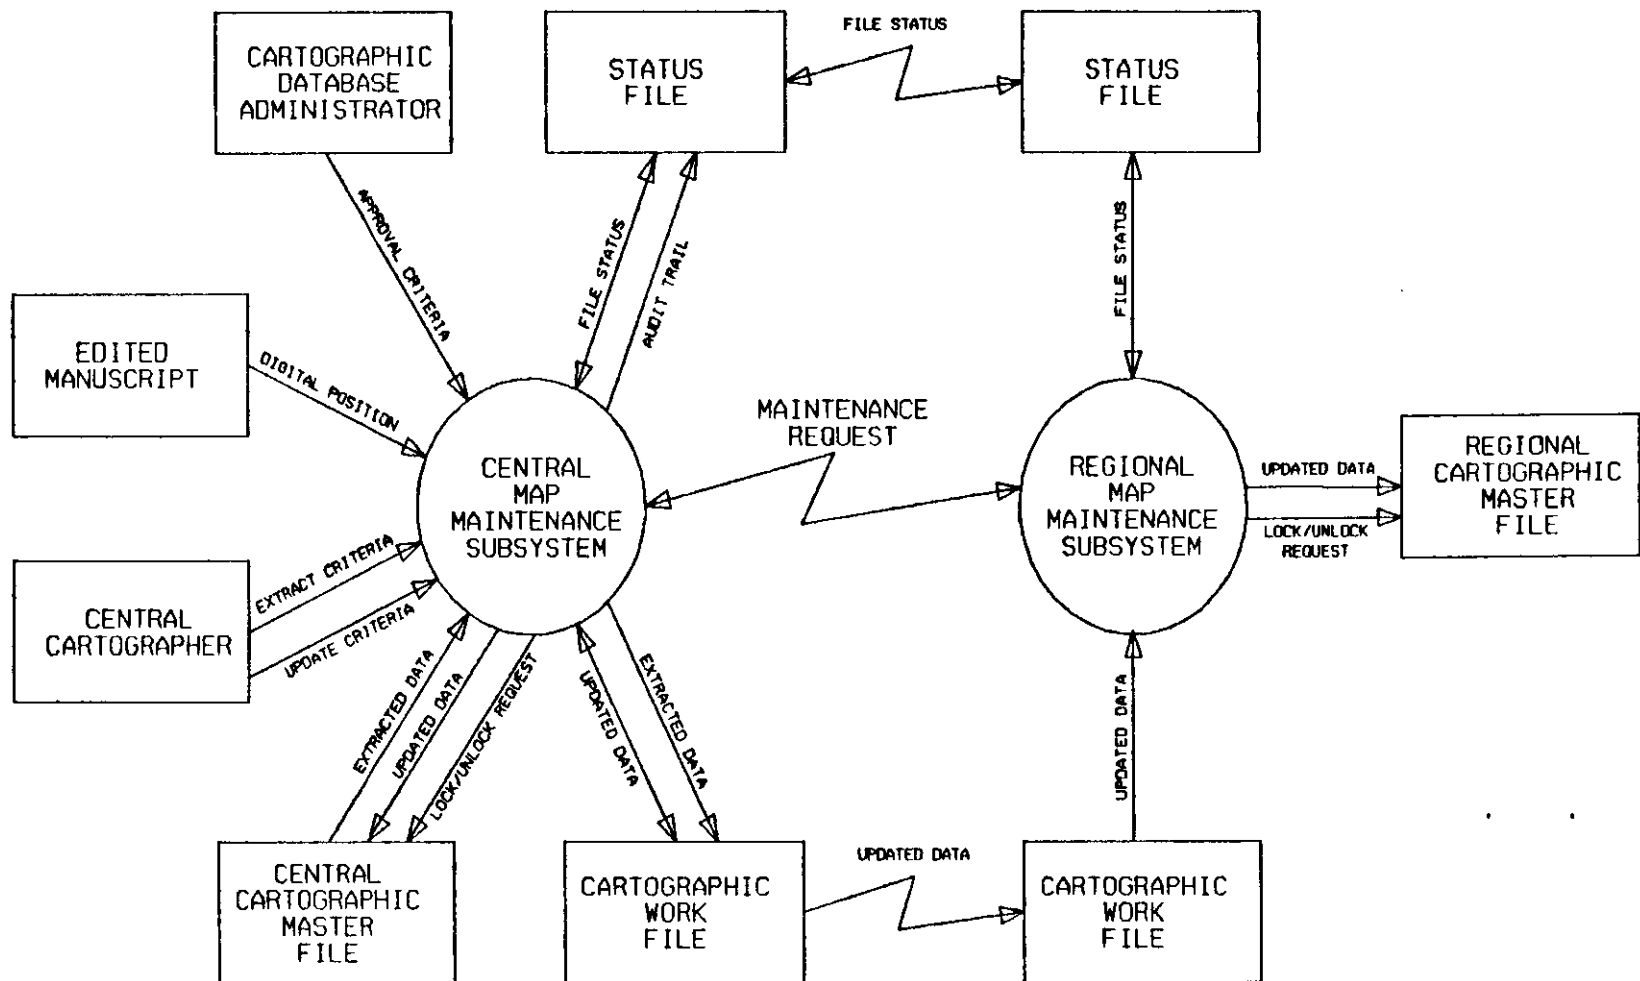 CARTOGRAPHIC
DATABASE
ADMINISTRATOR
STATUS
FILE
FILE STATUS
STATUS
FILE
APPROVAL CRITERIA
FILE STATUS
AUDIT TRAIL
FILE STATUS
EDITED
MANUSCRIPT
DIGITAL POSITION
CENTRAL
MAP
MAINTENANCE
SUBSYSTEM
MAINTENANCE
REQUEST
REGIONAL
MAP
MAINTENANCE
SUBSYSTEM
UPDATED DATA
LOCK/UNLOCK
REQUEST
REGIONAL
CARTOGRAPHIC
MASTER
FILE
CENTRAL
CARTOGRAPHER
EXTRACT CRITERIA
UPDATE CRITERIA
EXTRACTED DATA
UPDATED DATA
LOCK/UNLOCK REQUEST
UPDATED DATA
EXTRACTED DATA
UPDATED DATA
CENTRAL
CARTOGRAPHIC
MASTER
FILE
CARTOGRAPHIC
WORK
FILE
UPDATED DATA
CARTOGRAPHIC
WORK
FILE